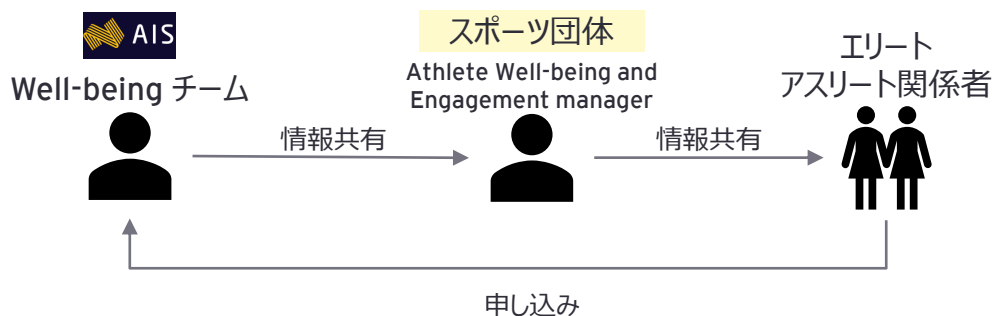 AIS
Well-being チーム
スポーツ団体
Athlete Well-being and
Engagement manager
エリート
アスリート関係者
情報共有
情報共有
申し込み